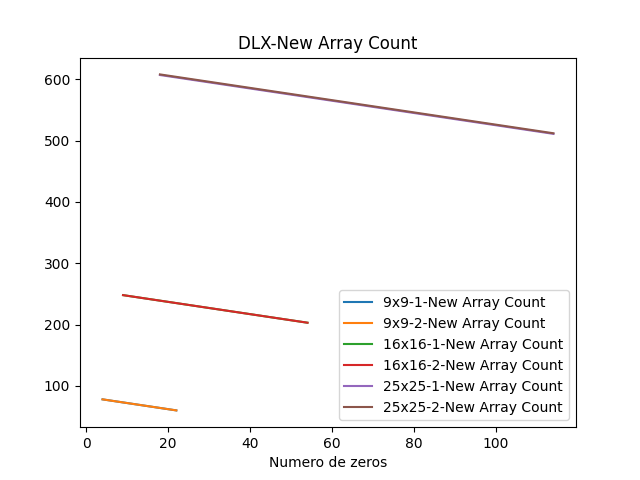 DLX-New Array Count
600
500
400
300
200
100
9x9-1-New Array Count
9x9-2-New Array Count
16x16-1-New Array Count
16x16-2-New Array Count
25x25-1-New Array Count
25x25-2-New Array Count
0 20 40 60 80 100
Numero de zeros